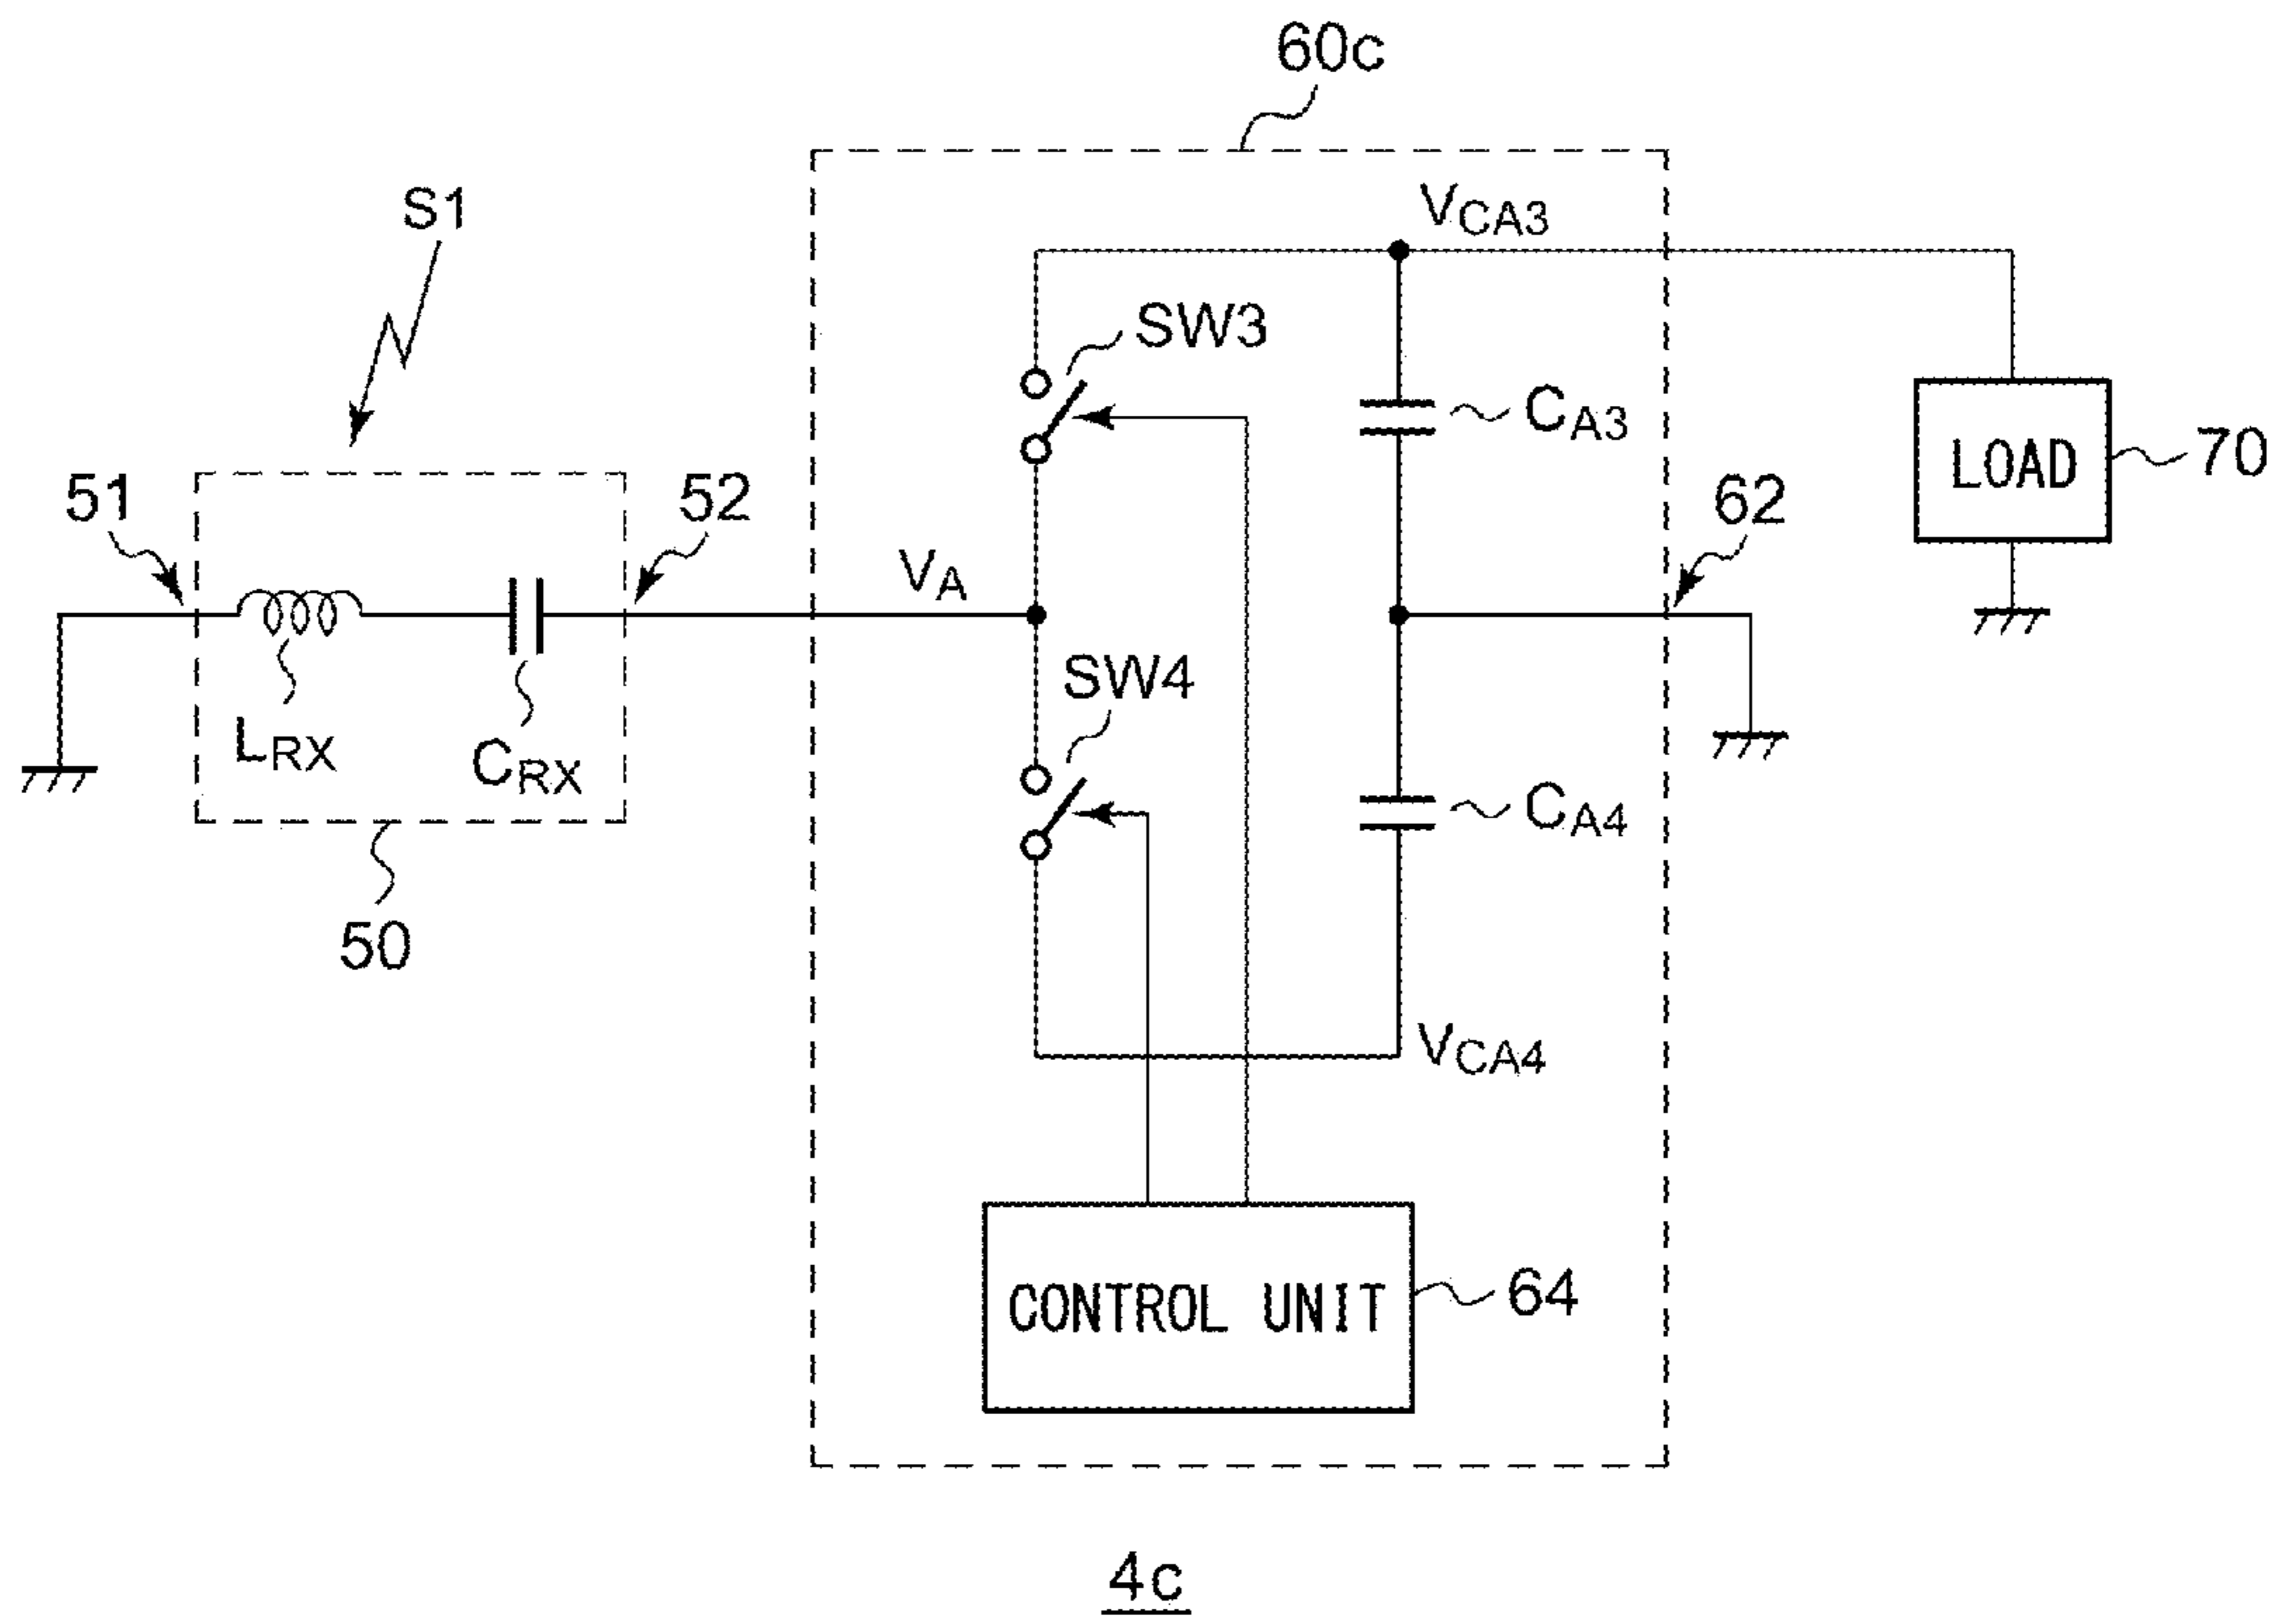 60c
S1
VCA3
SW3
CA3
LOAD
70
51
52
62
VA
SW4
LRX
CRX
CA4
50
VCA4
CONTROL UNIT
64
4c